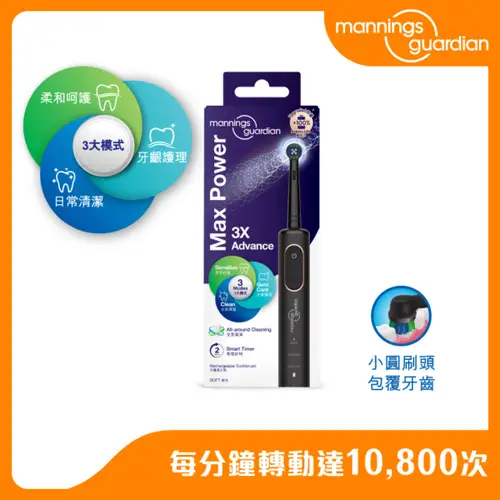 mannings
guardian
柔和呵護
3大模式
牙齦護理
日常清潔
mannings
guardian
+100%
Max Power
3X
Advance
Sensitive
3
Modes
Gum
Care
Clean
All-around Cleaning
2
Smart Timer
Rechargeable Toothbrush
mannings
guardian
小圓刷頭
包覆牙齒
每分鐘轉動達10,800次